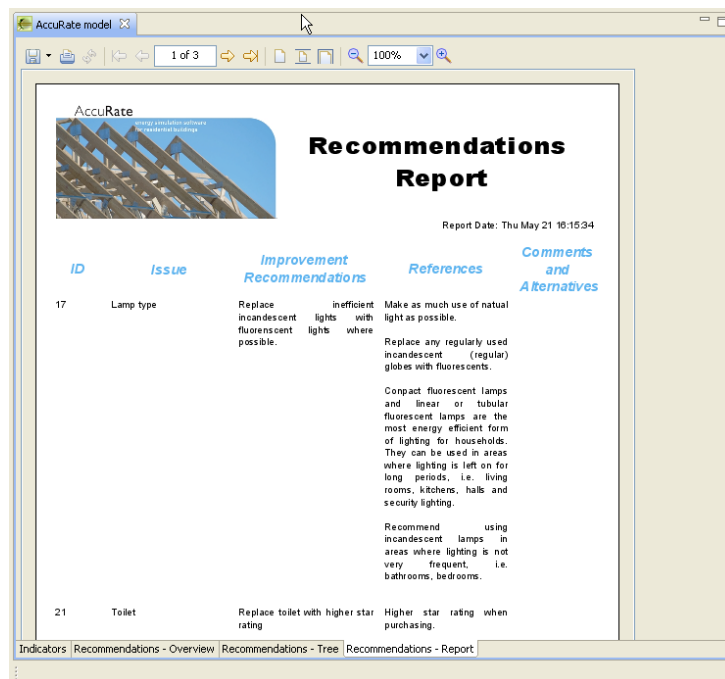 AccuRate model
1 of 3
100%
AccuRate
energy simulation software
for residential buildings
Recommendations
Report
Report Date: Thu May 21 16:15:34
ID
Issue
Improvement
Recommendations
References
Comments
and
Alternatives
17
Lamp type
Replace inefficient
incandescent lights with
fluorenscent lights where
possible.
Make as much use of natual
light as possible.
Replace any regularly used
incandescent (regular)
globes with fluorescents.
Conpact fluorescent lamps
and linear or tubular
fluorescent lamps are the
most energy efficient form
of lighting for households.
They can be used in areas
where lighting is left on for
long periods, i.e. living
rooms, kitchens, halls and
security lighting.
Recommend using
incandescent lamps in
areas where lighting is not
very frequent, i.e.
bathrooms, bedrooms.
21
Toilet
Replace toilet with higher star
rating
Higher star rating when
purchasing.
Indicators
Recommendations - Overview
Recommendations - Tree
Recommendations - Report